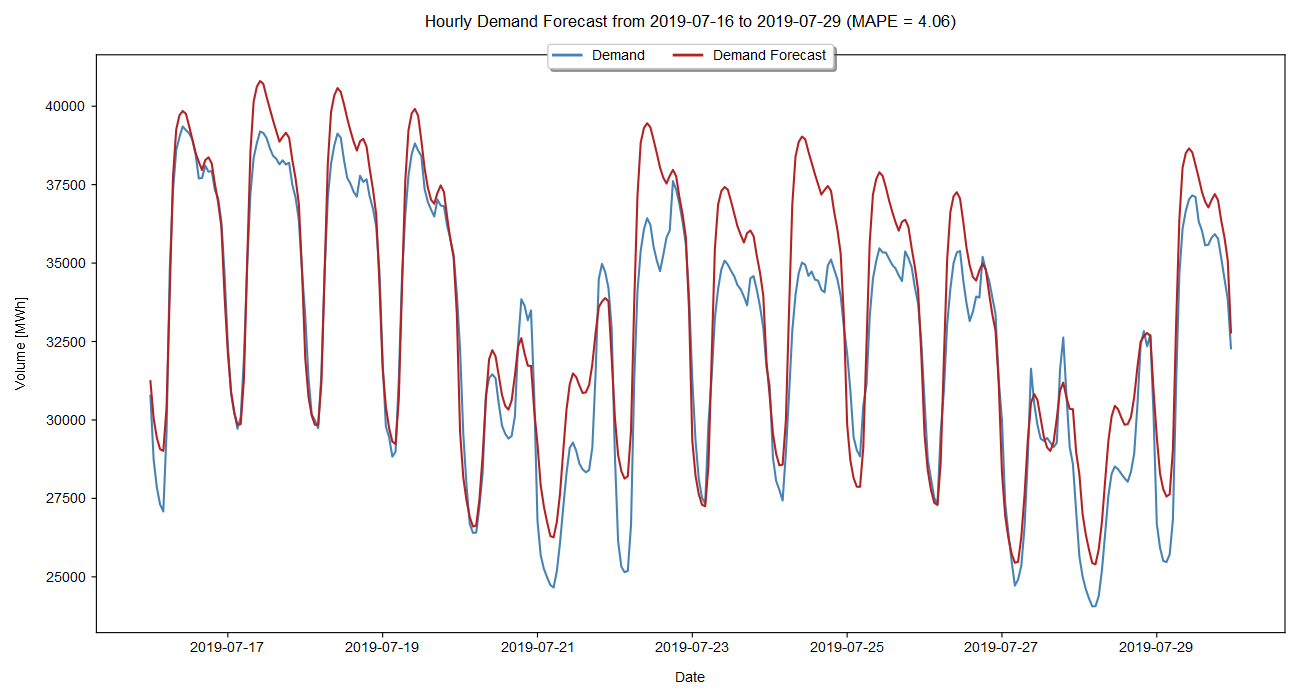 Hourly Demand Forecast from 2019-07-16 to 2019-07-29 (MAPE = 4.06)
Demand
Demand Forecast
40000
37500
35000
32500
30000
27500
25000
Volume [MWh]
2019-07-17
2019-07-19
2019-07-21
2019-07-23
2019-07-25
2019-07-27
2019-07-29
Date